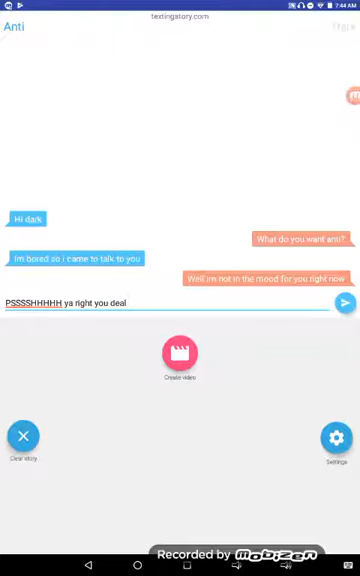 7:44 AM
textingstory.com
Anti
Dark
Hi dark
What do you want anti?
Im bored so i came to talk to you
Well im not in the mood for you right now
PSSSSHHHHH ya right you deal
Create video
Clear story
Settings
Recorded by
MOBIZEN